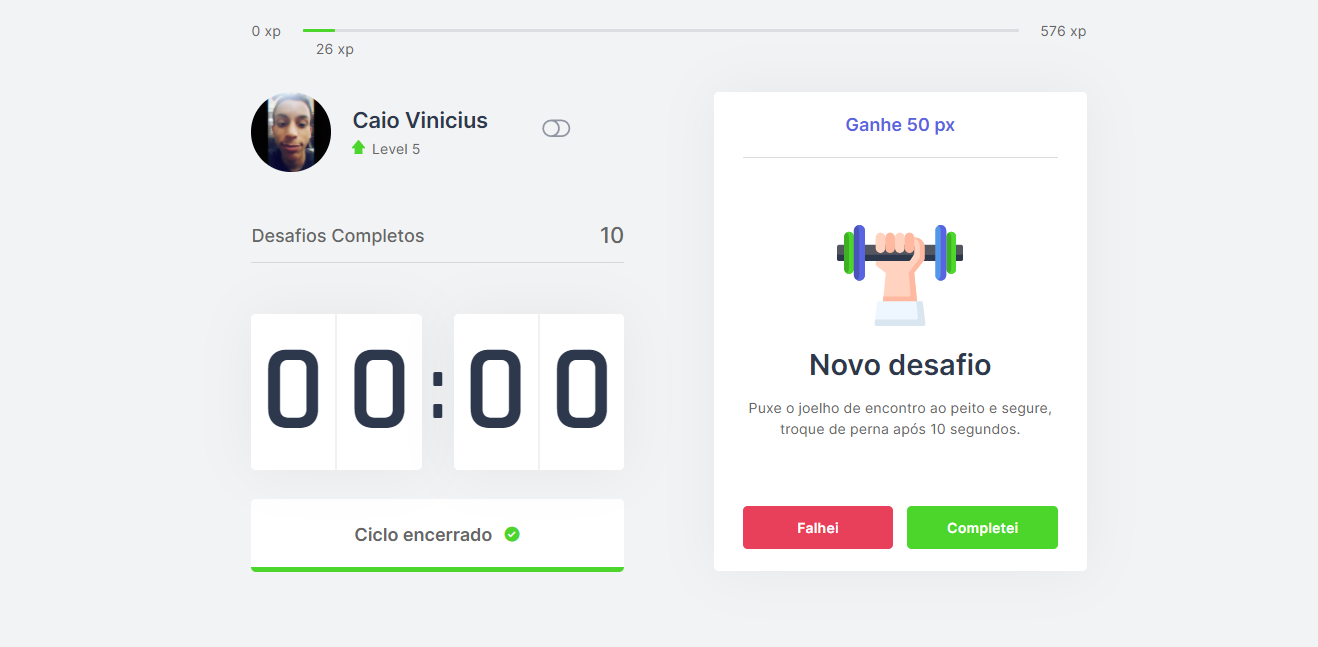 0 xp
576 xp
26 xp
Caio Vinicius
Level 5
Desafios Completos 10
00:00
Ciclo encerrado
Ganhe 50 px
Novo desafio
Puxe o joelho de encontro ao peito e segure,
troque de perna após 10 segundos.
Falhei
Completei